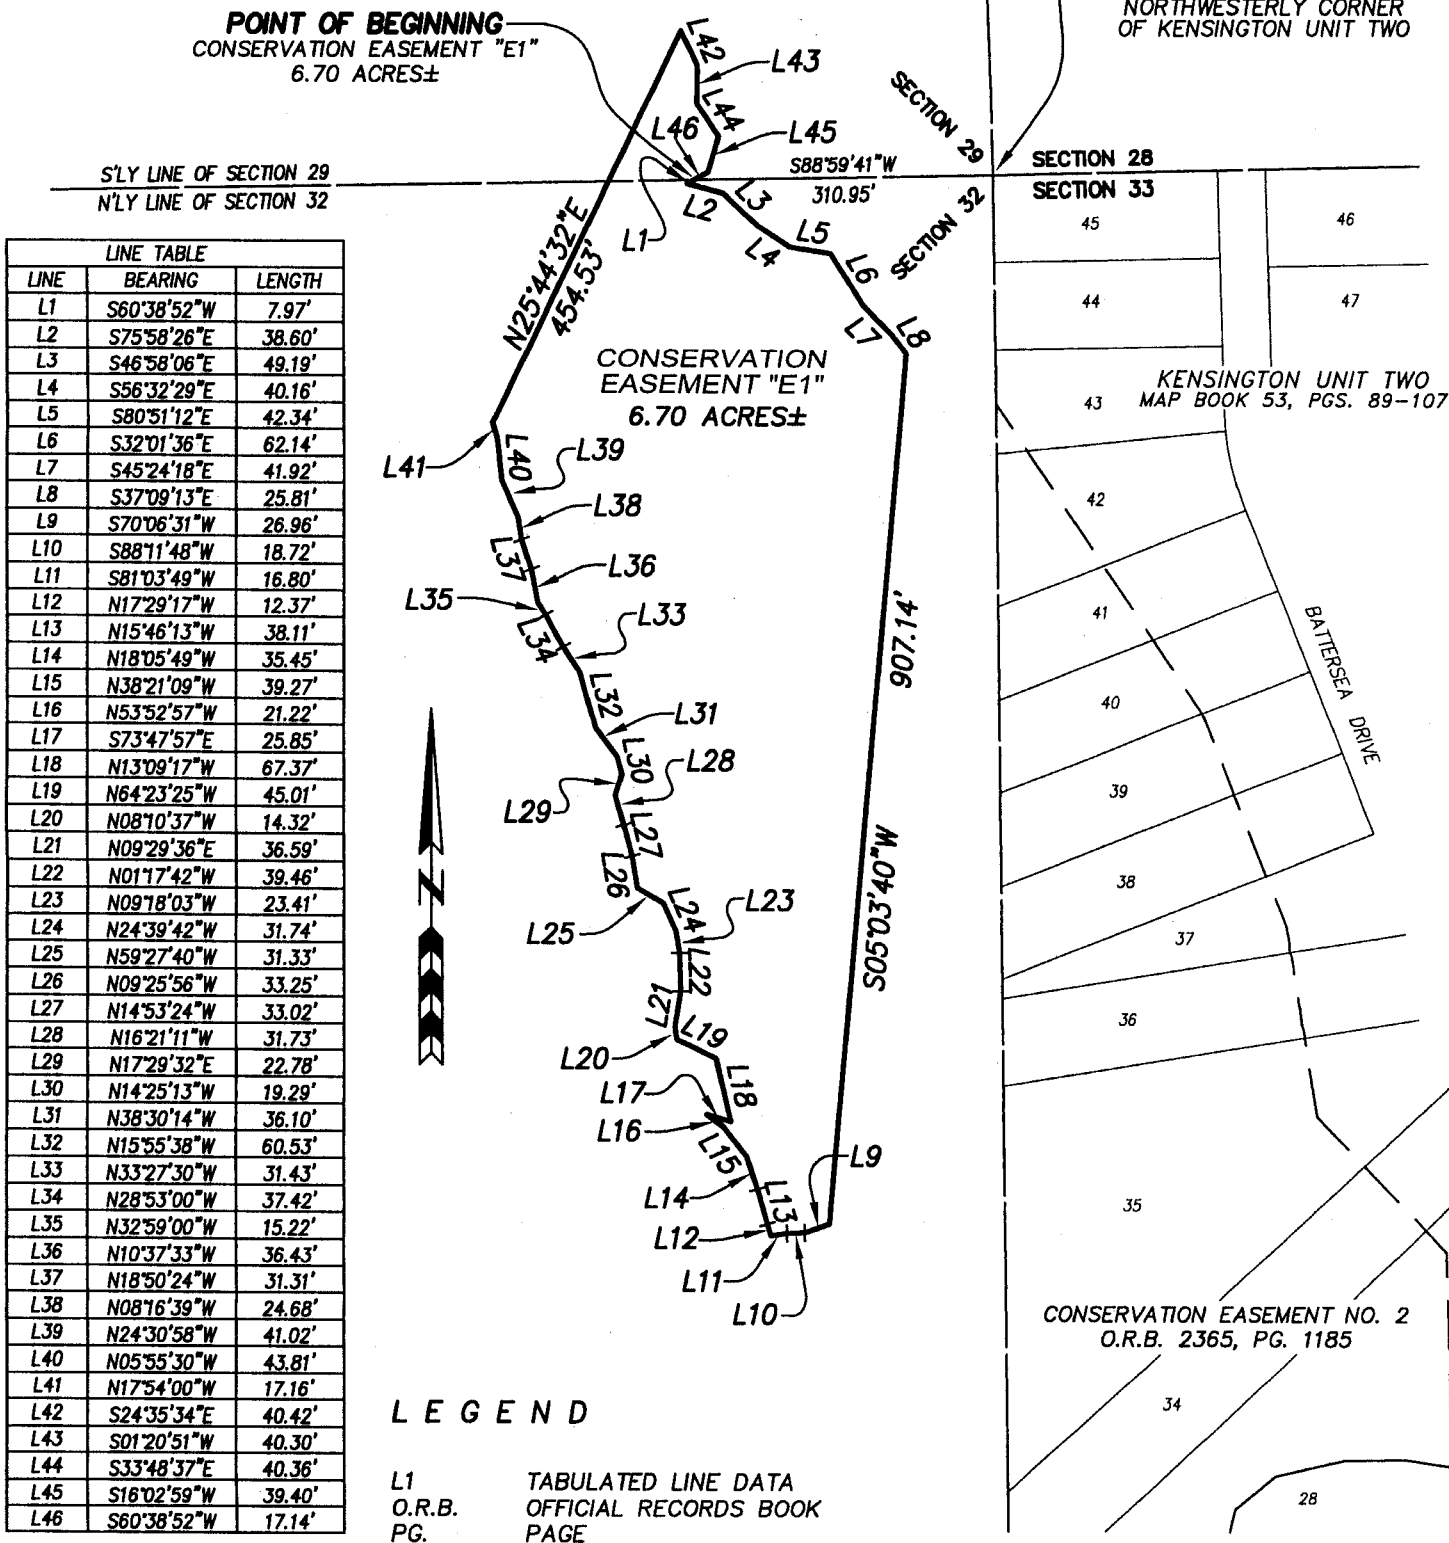 POINT OF BEGINNING
CONSERVATION EASEMENT "E1"
6.70 ACRES±
NORTHWESTERLY CORNER
OF KENSINGTON UNIT TWO
L42
L43
L44
L46
L45
SECTION 29
S'LY LINE OF SECTION 29
N'LY LINE OF SECTION 32
S88°59'41"W
310.95'
SECTION 28
SECTION 33
SECTION 32
L1
L2
L3
L4
L5
L6
L7
L8
N25°44'32"E
454.53'
45
46
44
47
43
KENSINGTON UNIT TWO
MAP BOOK 53, PGS. 89-107
CONSERVATION
EASEMENT "E1"
6.70 ACRES±
LINE TABLE
LINE BEARING LENGTH
L1 S60°38'52"W 7.97'
L2 S75°58'26"E 38.60'
L3 S46°58'06"E 49.19'
L4 S56°32'29"E 40.16'
L5 S80°51'12"E 42.34'
L6 S32°01'36"E 62.14'
L7 S45°24'18"E 41.92'
L8 S37°09'13"E 25.81'
L9 S70°06'31"W 26.96'
L10 S88°11'48"W 18.72'
L11 S81°03'49"W 16.80'
L12 N17°29'17"W 12.37'
L13 N15°46'13"W 38.11'
L14 N18°05'49"W 35.45'
L15 N38°21'09"W 39.27'
L16 N53°52'57"W 21.22'
L17 S73°47'57"E 25.85'
L18 N13°09'17"W 67.37'
L19 N64°23'25"W 45.01'
L20 N08°10'37"W 14.32'
L21 N09°29'36"E 36.59'
L22 N01°17'42"W 39.46'
L23 N09°18'03"W 23.41'
L24 N24°39'42"W 31.74'
L25 N59°27'40"W 31.33'
L26 N09°25'56"W 33.25'
L27 N14°53'24"W 33.02'
L28 N16°21'11"W 31.73'
L29 N17°29'32"E 22.78'
L30 N14°25'13"W 19.29'
L31 N38°30'14"W 36.10'
L32 N15°55'38"W 60.53'
L33 N33°27'30"W 31.43'
L34 N28°53'00"W 37.42'
L35 N32°59'00"W 15.22'
L36 N10°37'33"W 36.43'
L37 N18°50'24"W 31.31'
L38 N08°16'39"W 24.68'
L39 N24°30'58"W 41.02'
L40 N05°55'30"W 43.81'
L41 N17°54'00"W 17.16'
L42 S24°35'34"E 40.42'
L43 S01°20'51"W 40.30'
L44 S33°48'37"E 40.36'
L45 S16°02'59"W 39.40'
L46 S60°38'52"W 17.14'
L41
L40
L39
L38
L37
L36
L35
L34
L33
L32
L31
L30
L29
L28
L27
L26
L25
L24
L23
L22
L21
L20
L19
L18
L17
L16
L15
L14
L13
L12
L11
L10
L9
907.14'
S05°03'40"W
N
42
41
40
39
38
37
36
35
34
28
BATTERSEA DRIVE
CONSERVATION EASEMENT NO. 2
O.R.B. 2365, PG. 1185
LEGEND
L1 TABULATED LINE DATA
O.R.B. OFFICIAL RECORDS BOOK
PG. PAGE